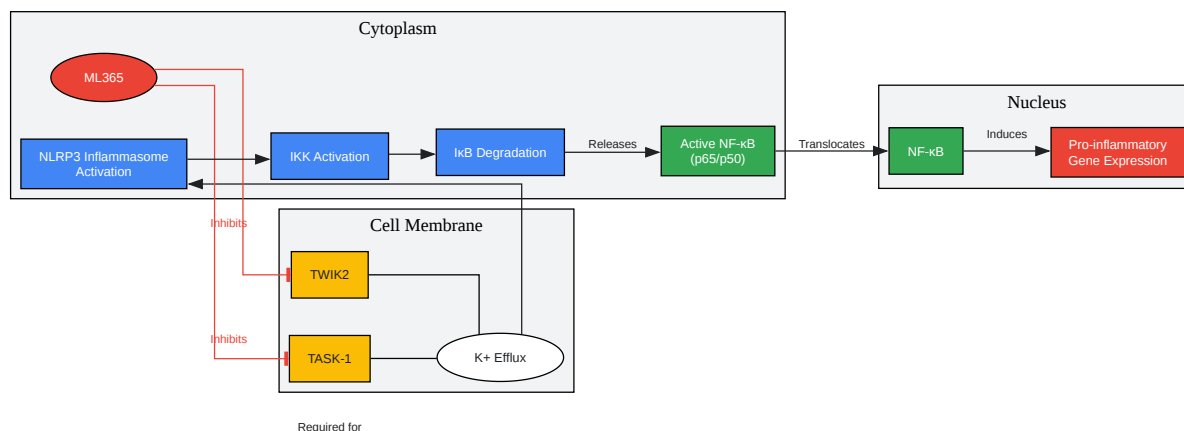 Cytoplasm
ML365
NLRP3 Inflammasome
Activation
IKK Activation
IκB Degradation
Releases
Active NF-κB
(p65/p50)
Translocates
Nucleus
NF-κB
Induces
Pro-inflammatory
Gene Expression
Inhibits
Cell Membrane
TWIK2
Inhibits
TASK-1
K+ Efflux
Required for